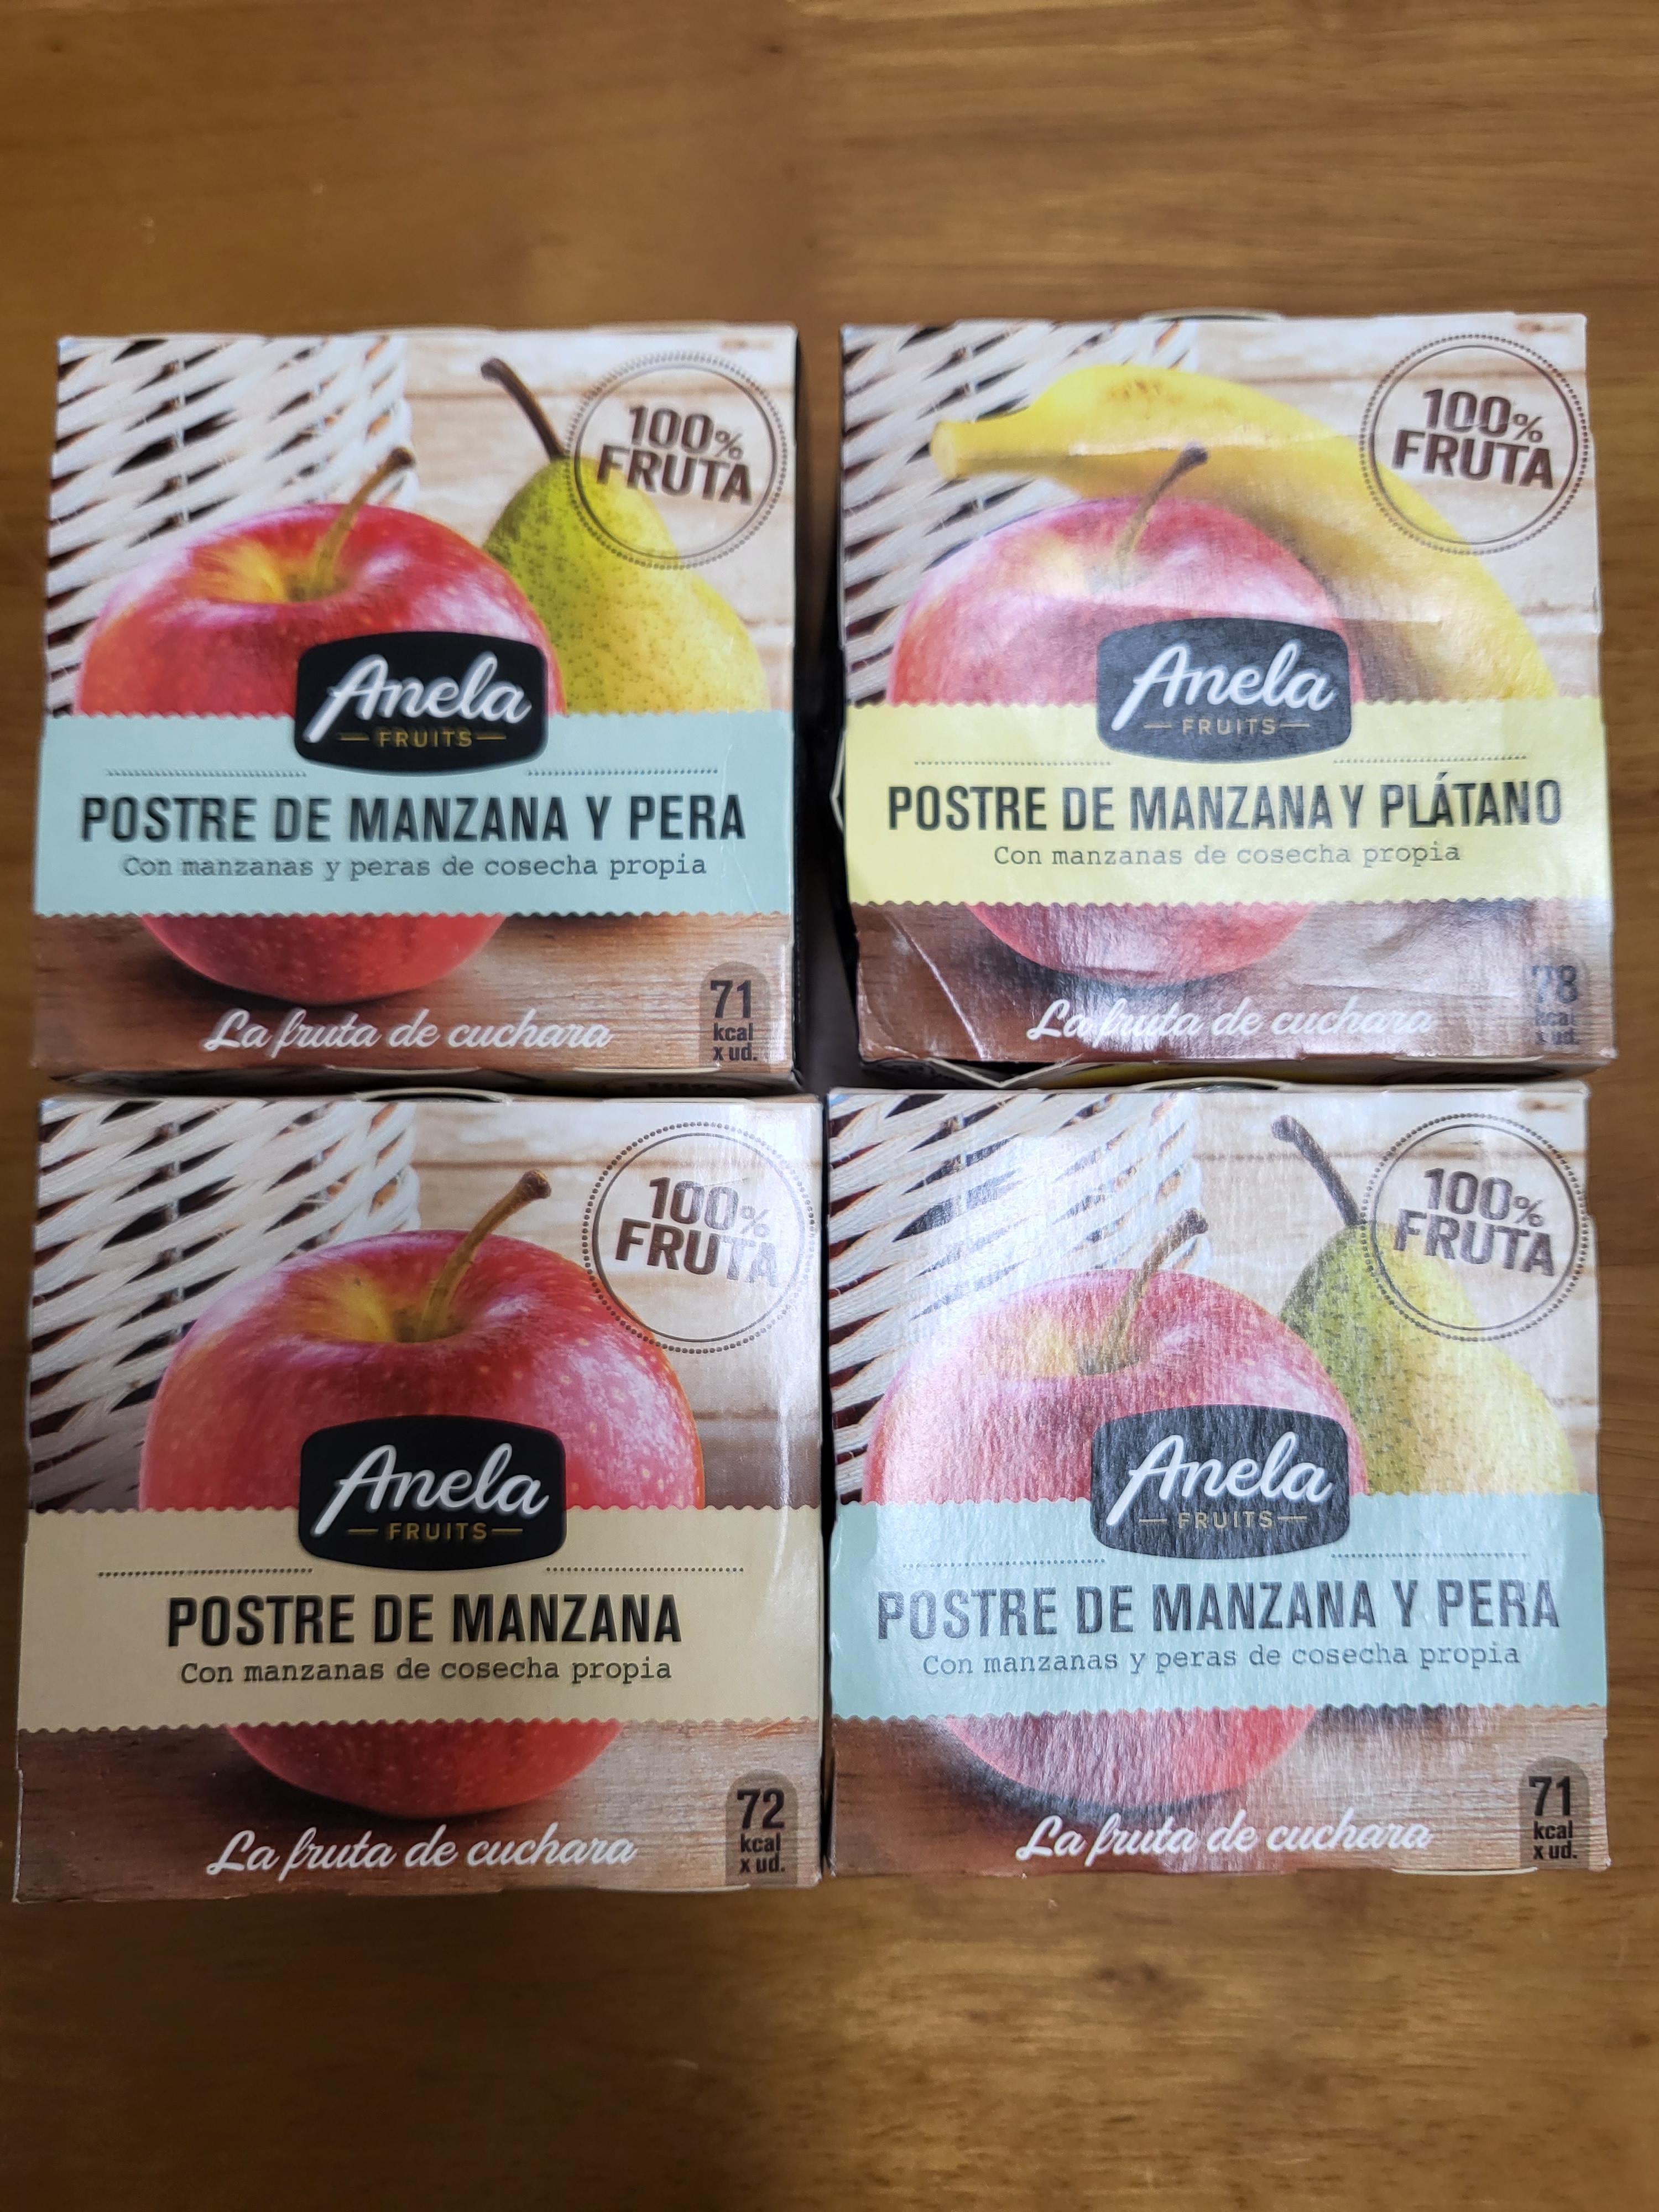 100%
FRUTA
Anela
FRUITS
POSTRE DE MANZANA Y PERA
Con manzanas y peras de cosecha propia
La fruta de cuchara
71
kcal
x ud.
100%
FRUTA
Anela
FRUITS
POSTRE DE MANZANA Y PLÁTANO
Con manzanas de cosecha propia
La fruta de cuchara
78
kcal
x ud.
100%
FRUTA
Anela
FRUITS
POSTRE DE MANZANA
Con manzanas de cosecha propia
La fruta de cuchara
72
kcal
x ud.
100%
FRUTA
Anela
FRUITS
POSTRE DE MANZANA Y PERA
Con manzanas y peras de cosecha propia
La fruta de cuchara
71
kcal
x ud.